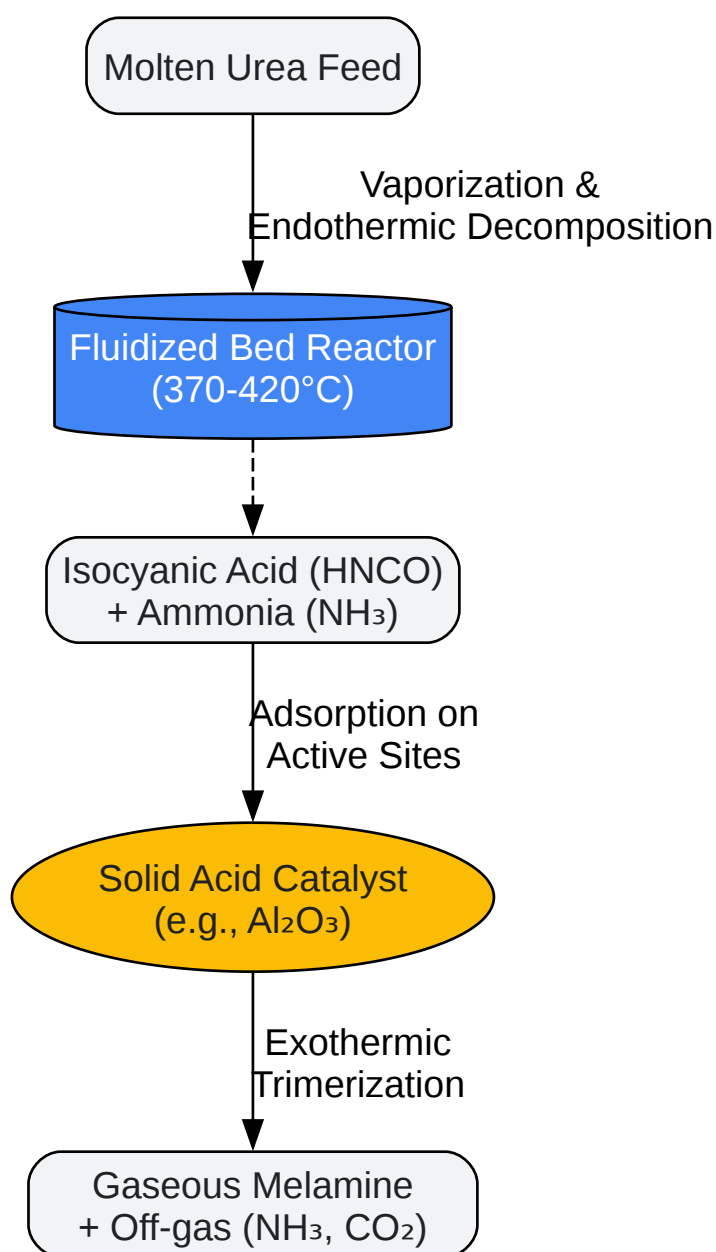 Molten Urea Feed
Vaporization &
Endothermic Decomposition
Fluidized Bed Reactor
(370-420°C)
Isocyanic Acid (HNCO)
+ Ammonia (NH₃)
Adsorption on
Active Sites
Solid Acid Catalyst
(e.g., Al₂O₃)
Exothermic
Trimerization
Gaseous Melamine
+ Off-gas (NH₃, CO₂)